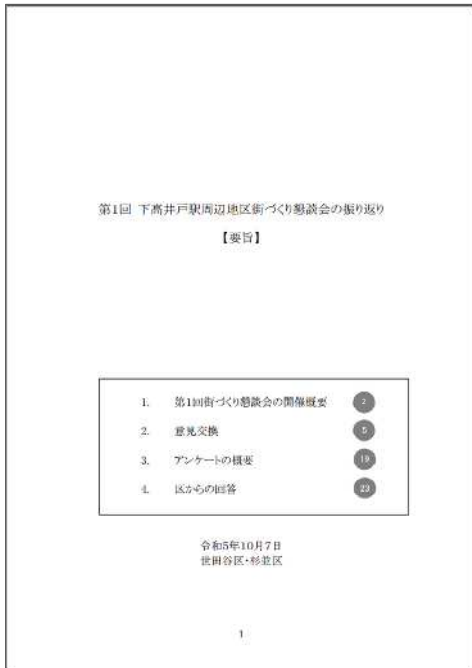 第1回 下高井戸駅周辺地区街づくり懇談会の振り返り
【要旨】
1. 第1回街づくり懇談会の開催概要 2
2. 意見交換 5
3. アンケートの概要 19
4. 区からの回答 23
令和5年10月7日
世田谷区・杉並区
1